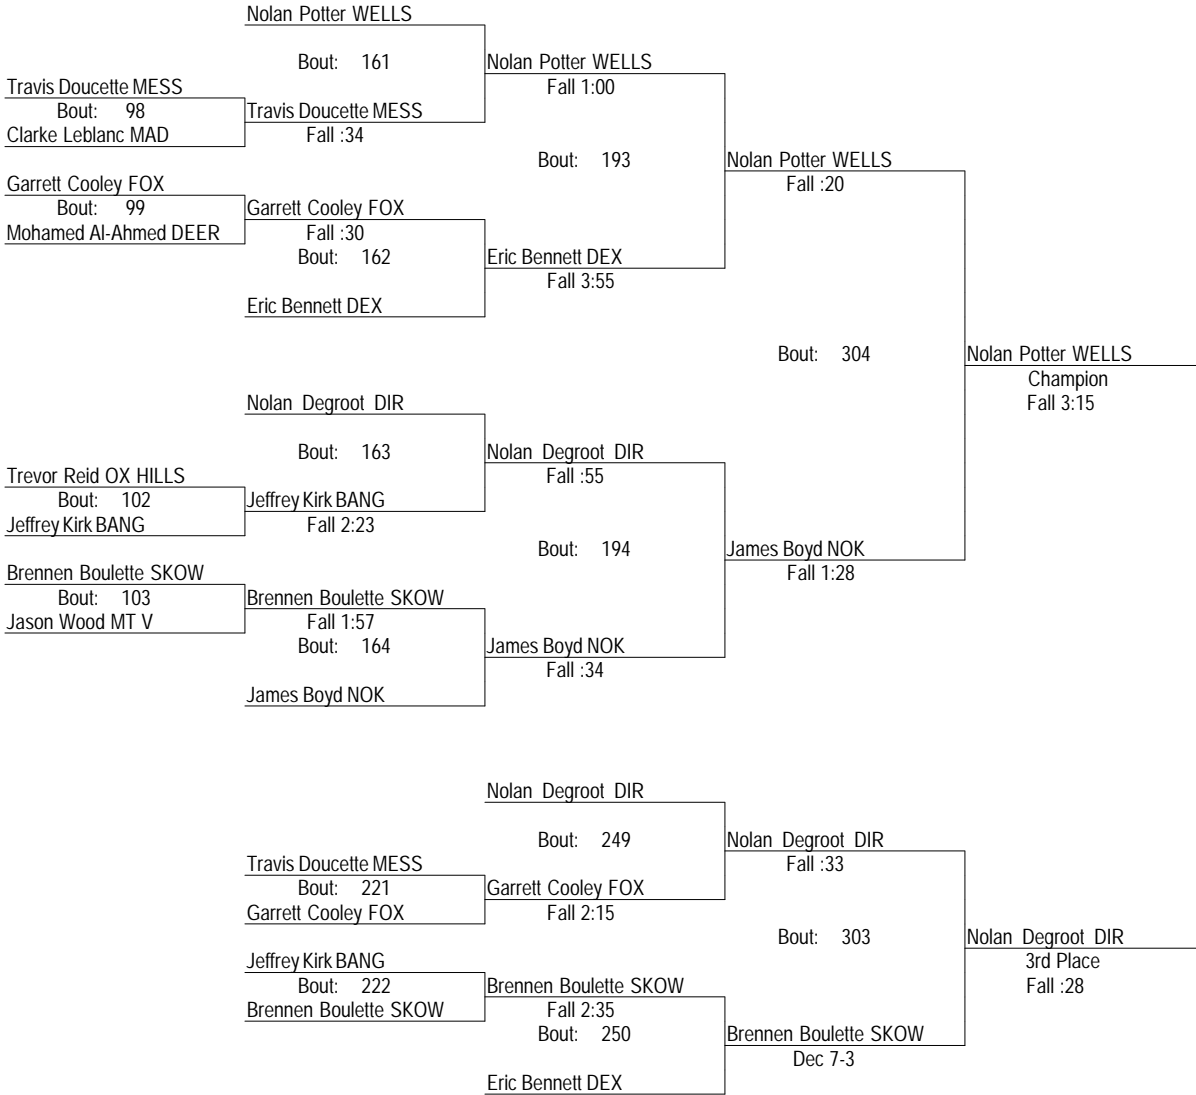 Nolan Potter WELLS
Bout: 161
Nolan Potter WELLS
Fall 1:00
Travis Doucette MESS
Bout: 98
Clarke Leblanc MAD
Travis Doucette MESS
Fall :34
Bout: 193
Nolan Potter WELLS
Fall :20
Garrett Cooley FOX
Bout: 99
Mohamed Al-Ahmed DEER
Garrett Cooley FOX
Fall :30
Bout: 162
Eric Bennett DEX
Fall 3:55
Eric Bennett DEX
Bout: 304
Nolan Potter WELLS
Champion
Fall 3:15
Nolan Degroot DIR
Bout: 163
Nolan Degroot DIR
Fall :55
Trevor Reid OX HILLS
Bout: 102
Jeffrey Kirk BANG
Jeffrey Kirk BANG
Fall 2:23
Bout: 194
James Boyd NOK
Fall 1:28
Brennen Boulette SKOW
Bout: 103
Jason Wood MT V
Brennen Boulette SKOW
Fall 1:57
Bout: 164
James Boyd NOK
Fall :34
James Boyd NOK
Nolan Degroot DIR
Bout: 249
Nolan Degroot DIR
Fall :33
Travis Doucette MESS
Bout: 221
Garrett Cooley FOX
Garrett Cooley FOX
Fall 2:15
Bout: 303
Nolan Degroot DIR
3rd Place
Fall :28
Jeffrey Kirk BANG
Bout: 222
Brennen Boulette SKOW
Brennen Boulette SKOW
Fall 2:35
Bout: 250
Brennen Boulette SKOW
Dec 7-3
Eric Bennett DEX